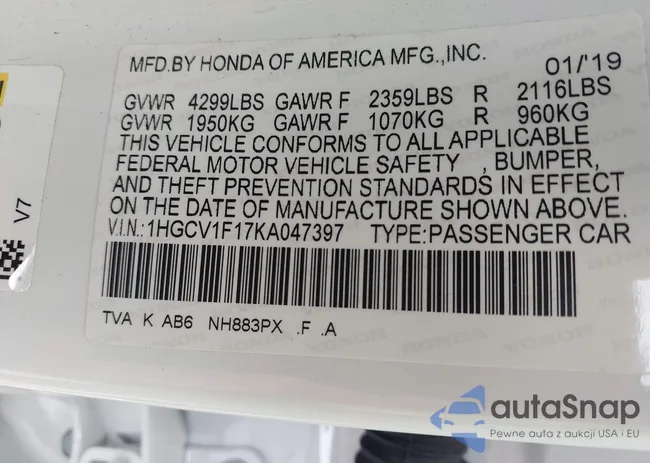 MFD.BY HONDA OF AMERICA MFG.,INC. 01/'19
GVWR 4299LBS GAWR F 2359LBS R 2116LBS
GVWR 1950KG GAWR F 1070KG R 960KG
THIS VEHICLE CONFORMS TO ALL APPLICABLE
FEDERAL MOTOR VEHICLE SAFETY , BUMPER,
AND THEFT PREVENTION STANDARDS IN EFFECT
ON THE DATE OF MANUFACTURE SHOWN ABOVE.
V.I.N.:1HGCV1F17KA047397 TYPE:PASSENGER CAR
TVA K AB6 NH883PX .F .A
V7
autaSnap
Pewne auta z aukcji USA i EU